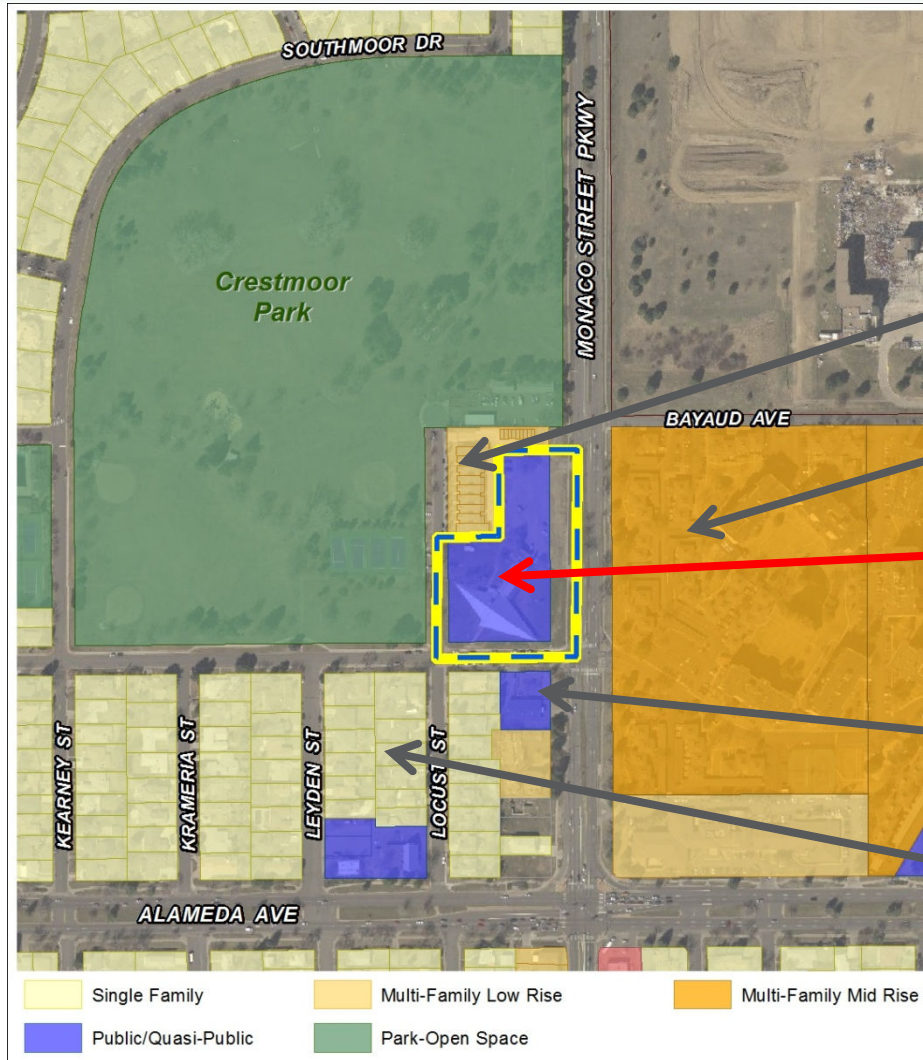 SOUTHMOOR DR
MONACO STREET PKWY
Crestmoor
Park
BAYAUD AVE
KEARNEY ST
KRAMERIA ST
LEYDEN ST
LOCUST ST
ALAMEDA AVE
Single Family
Multi-Family Low Rise
Multi-Family Mid Rise
Public/Quasi-Public
Park-Open Space